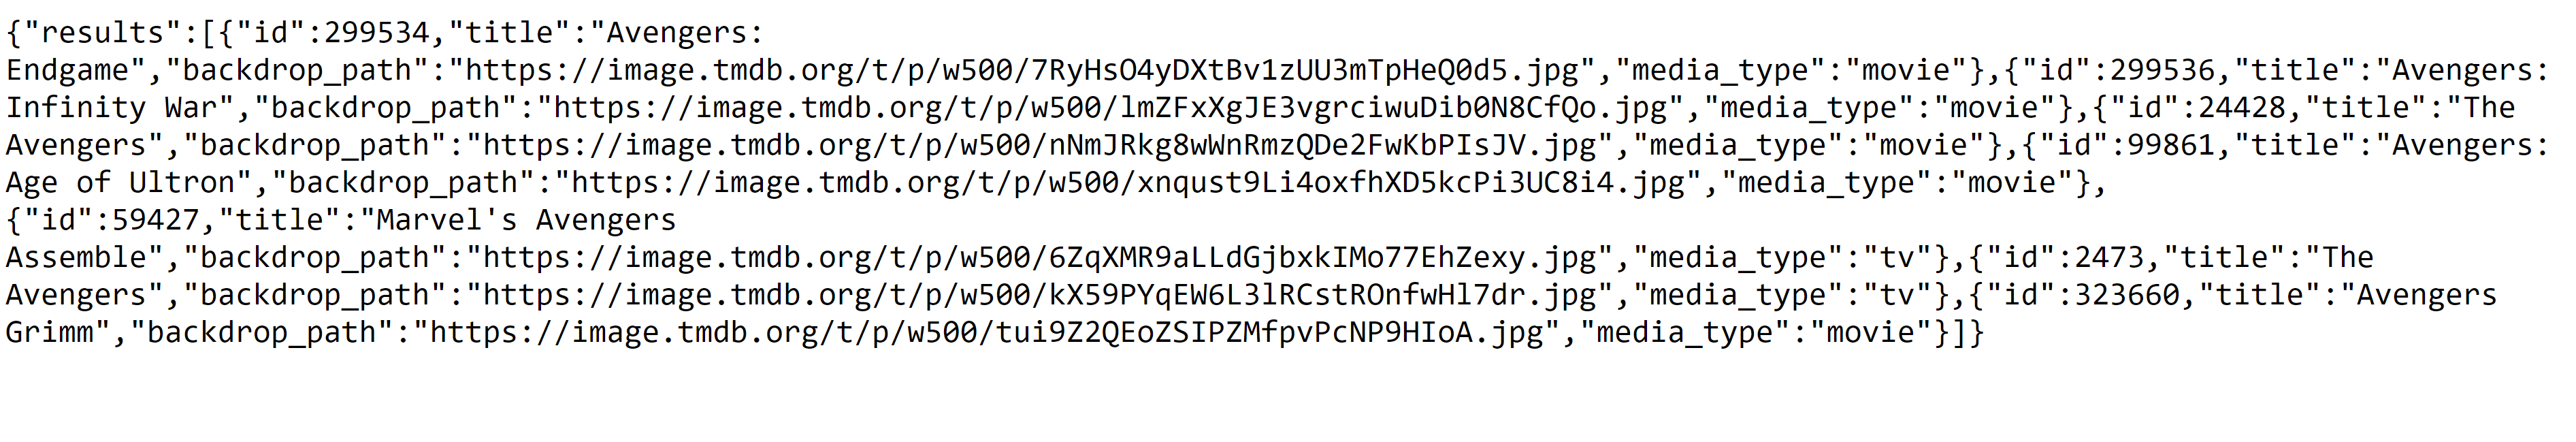 {"results":[{"id":299534,"title":"Avengers:
Endgame","backdrop_path":"https://image.tmdb.org/t/p/w500/7RyHsO4yDXtBv1zUU3mTpHeQ0d5.jpg","media_type":"movie"},{"id":299536,"title":"Avengers:
Infinity War","backdrop_path":"https://image.tmdb.org/t/p/w500/lmZFxXgJE3vgrciwuDib0N8CfQo.jpg","media_type":"movie"},{"id":24428,"title":"The
Avengers","backdrop_path":"https://image.tmdb.org/t/p/w500/nNmJRkg8wWnRmzQDe2FwKbPIsJV.jpg","media_type":"movie"},{"id":99861,"title":"Avengers:
Age of Ultron","backdrop_path":"https://image.tmdb.org/t/p/w500/xnqust9Li4oxfhXD5kcPi3UC8i4.jpg","media_type":"movie"},
{"id":59427,"title":"Marvel's Avengers
Assemble","backdrop_path":"https://image.tmdb.org/t/p/w500/6ZqXMR9aLLdGjbxkIMo77EhZexy.jpg","media_type":"tv"},{"id":2473,"title":"The
Avengers","backdrop_path":"https://image.tmdb.org/t/p/w500/kX59PYqEW6L3lRCstROnfwHl7dr.jpg","media_type":"tv"},{"id":323660,"title":"Avengers
Grimm","backdrop_path":"https://image.tmdb.org/t/p/w500/tui9Z2QEoZSIPZMfpvPcNP9HIoA.jpg","media_type":"movie"}]}